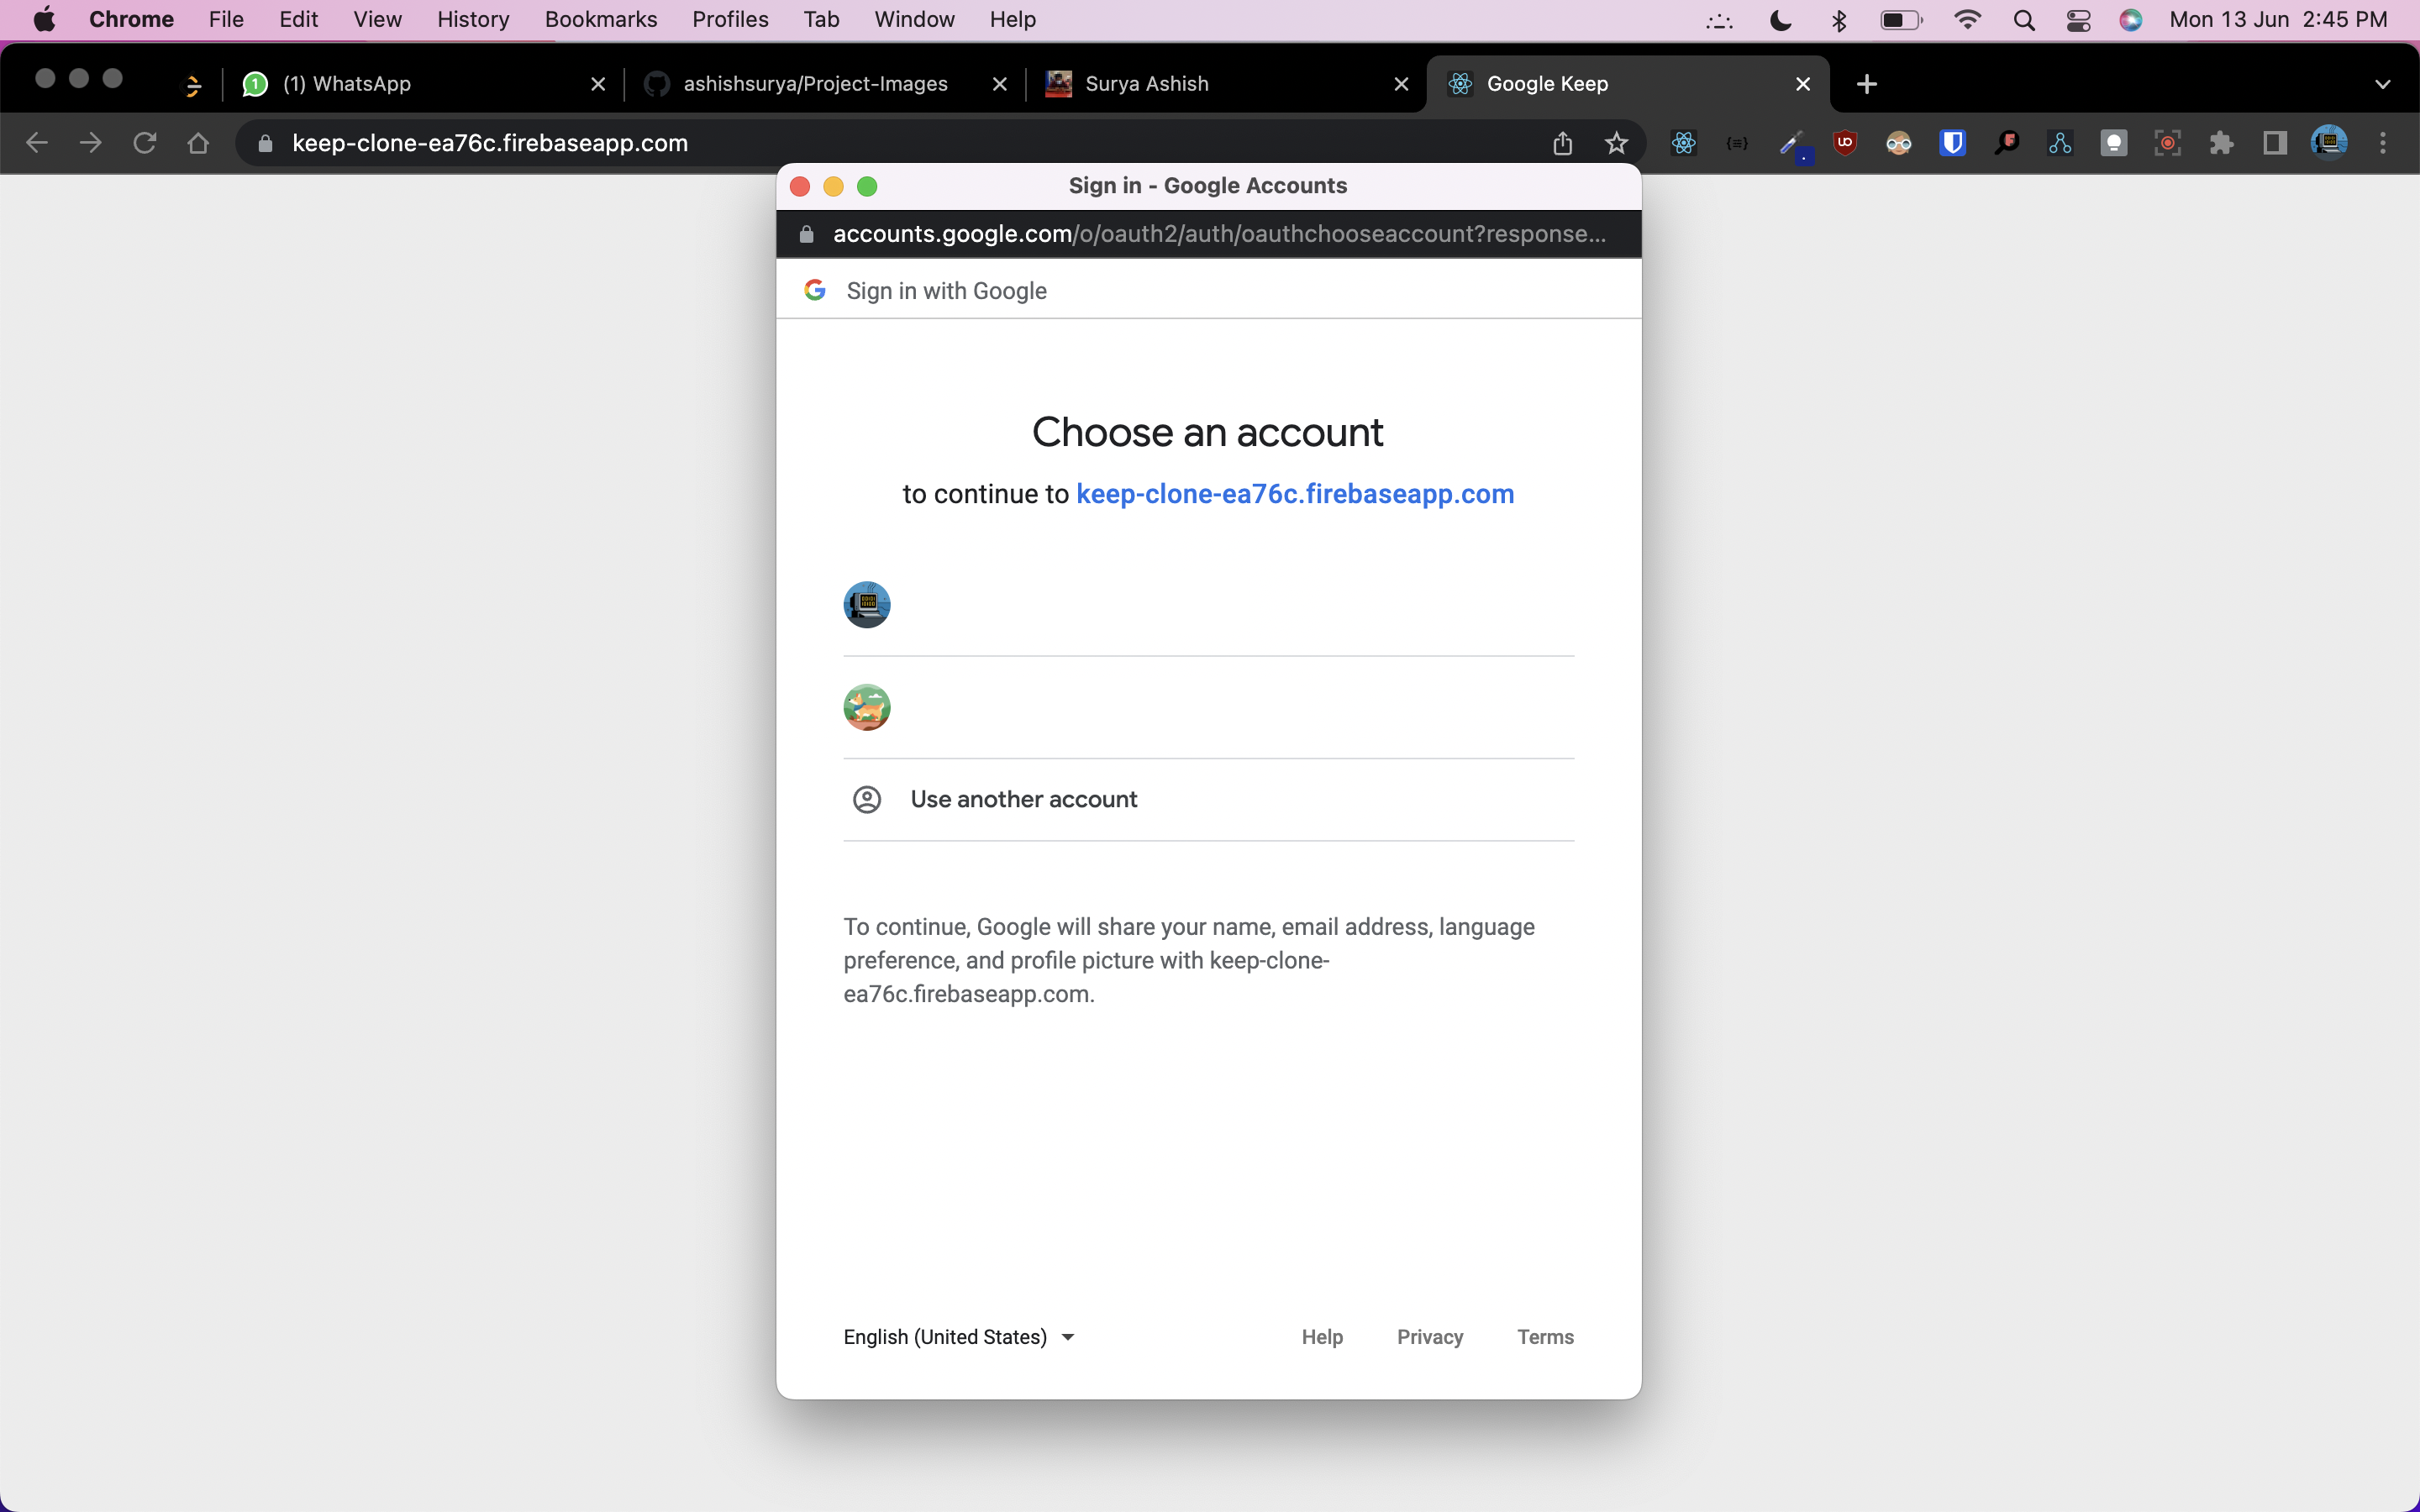 Chrome File Edit View History Bookmarks Profiles Tab Window Help Mon 13 Jun 2:45 PM
1 (1) WhatsApp ashishsurya/Project-Images Surya Ashish Google Keep
keep-clone-ea76c.firebaseapp.com
Sign in - Google Accounts
accounts.google.com/o/oauth2/auth/oauthchooseaccount?response...
Sign in with Google
Choose an account
to continue to keep-clone-ea76c.firebaseapp.com
Use another account
To continue, Google will share your name, email address, language
preference, and profile picture with keep-clone-
ea76c.firebaseapp.com.
English (United States) Help Privacy Terms